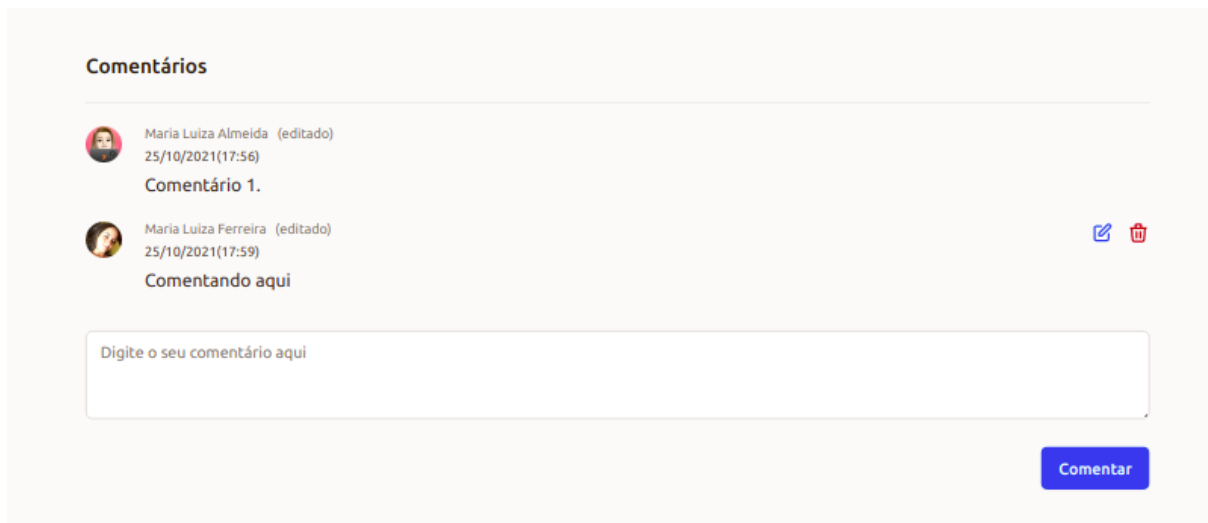 Comentários
Maria Luiza Almeida (editado)
25/10/2021(17:56)
Comentário 1.
Maria Luiza Ferreira (editado)
25/10/2021(17:59)
Comentando aqui
Digite o seu comentário aqui
Comentar